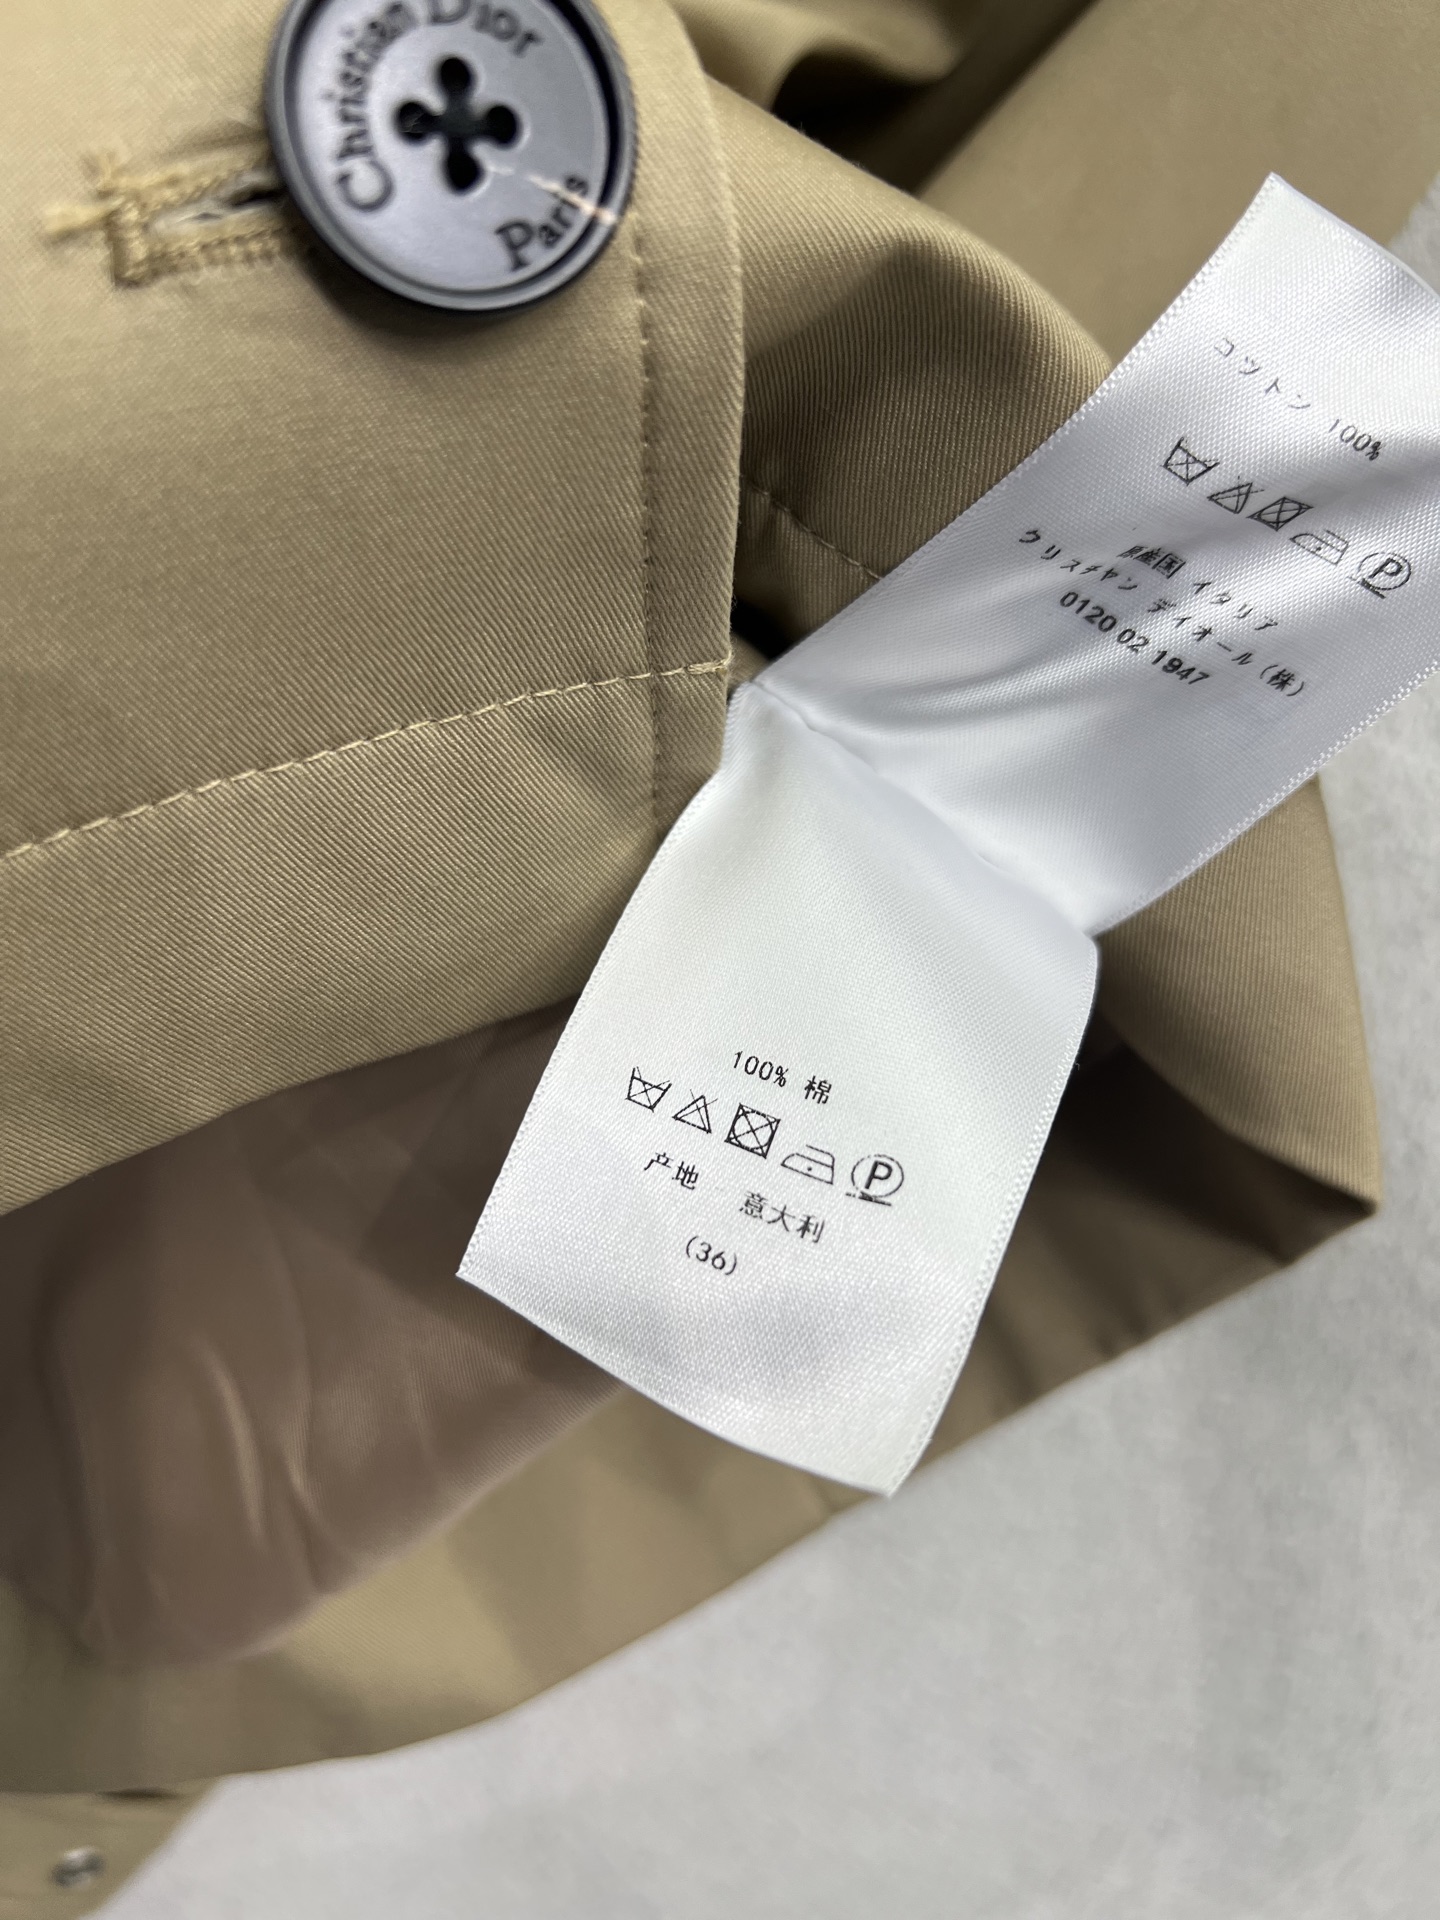 Christian Dior
Paris
コットン 100%
P
原産国 イタリア
クリスチャン ディオール(株)
0120 02 1947
100% 棉
P
产地 意大利
(36)